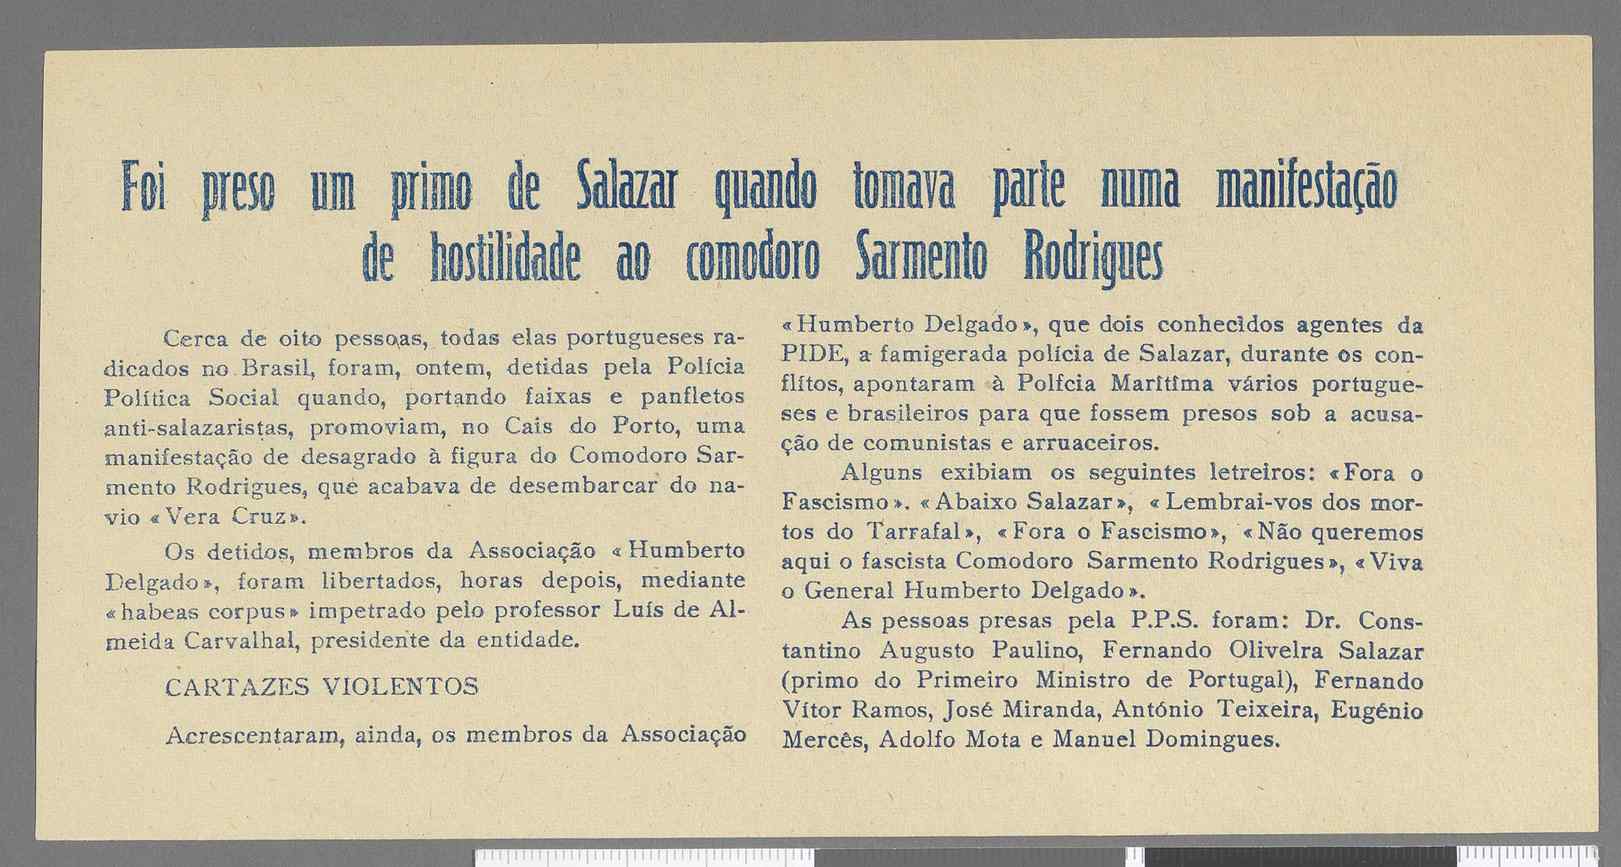 Foi preso um primo de Salazar quando tomava parte numa manifestação
de hostilidade ao comodoro Sarmento Rodrigues
Cerca de oito pessoas, todas elas portugueses ra-
dicados no Brasil, foram, ontem, detidas pela Polícia
Política Social quando, portando faixas e panfletos
anti-salazaristas, promoviam, no Cais do Porto, uma
manifestação de desagrado à figura do Comodoro Sar-
mento Rodrigues, que acabava de desembarcar do na-
vio «Vera Cruz».
Os detidos, membros da Associação «Humberto
Delgado», foram libertados, horas depois, mediante
«habeas corpus» impetrado pelo professor Luís de Al-
meida Carvalhal, presidente da entidade.
CARTAZES VIOLENTOS
Acrescentaram, ainda, os membros da Associação
«Humberto Delgado», que dois conhecidos agentes da
PIDE, a famigerada polícia de Salazar, durante os con-
flitos, apontaram à Polícia Marítima vários portugue-
ses e brasileiros para que fossem presos sob a acusa-
ção de comunistas e arruaceiros.
Alguns exibiam os seguintes letreiros: «Fora o
Fascismo». «Abaixo Salazar», «Lembrai-vos dos mor-
tos do Tarrafal», «Fora o Fascismo», «Não queremos
aqui o fascista Comodoro Sarmento Rodrigues», «Viva
o General Humberto Delgado».
As pessoas presas pela P.P.S. foram: Dr. Cons-
tantino Augusto Paulino, Fernando Oliveira Salazar
(primo do Primeiro Ministro de Portugal), Fernando
Vítor Ramos, José Miranda, António Teixeira, Eugénio
Mercês, Adolfo Mota e Manuel Domingues.